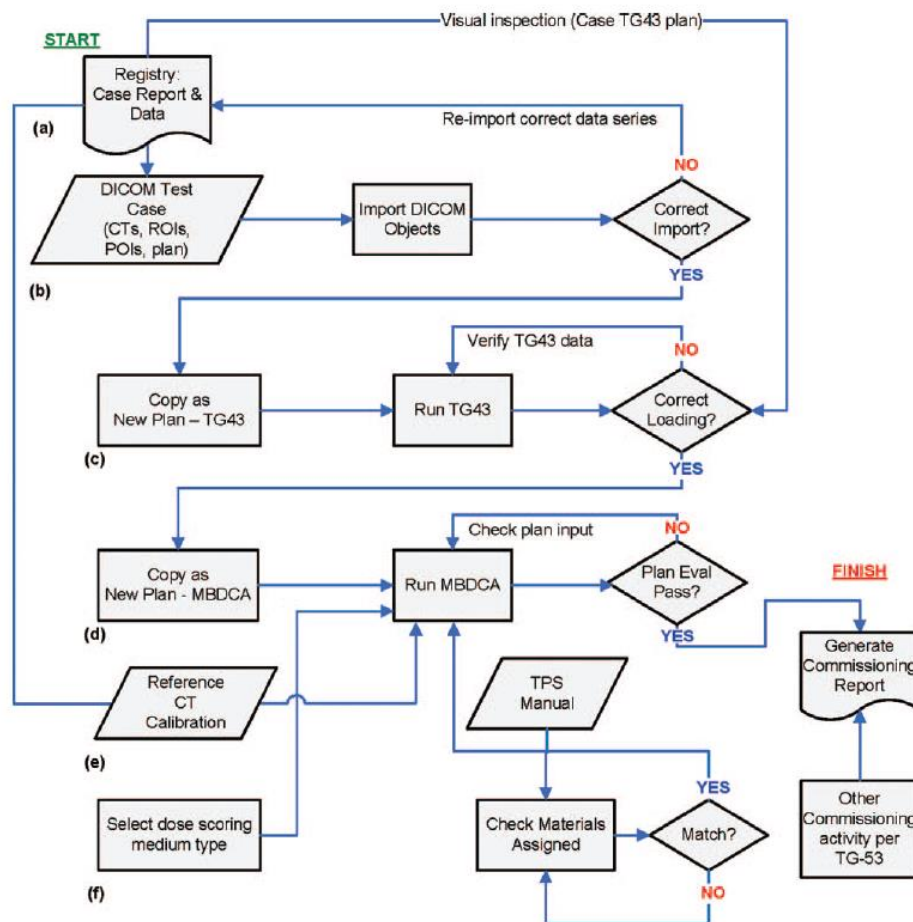 Visual inspection (Case TG43 plan)
START
Registry:
Case Report &
Data
(a)
Re-import correct data series
NO
DICOM Test
Case
(CTs, ROIs,
POIs, plan)
Import DICOM
Objects
Correct
Import?
(b)
YES
Verify TG43 data
NO
Copy as
New Plan – TG43
Run TG43
Correct
Loading?
(c)
YES
Check plan input
NO
Copy as
New Plan - MBDCA
Run MBDCA
Plan Eval
Pass?
FINISH
(d)
YES
Generate
Commissioning
Report
Reference
CT
Calibration
TPS
Manual
(e)
YES
Select dose scoring
medium type
Check Materials
Assigned
Match?
Other
Commissioning
activity per
TG-53
(f)
NO